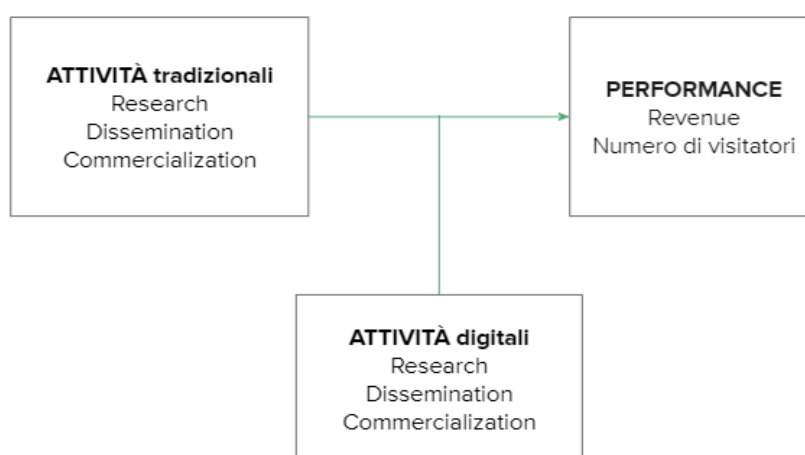 ATTIVITÀ tradizionali
Research
Dissemination
Commercialization
PERFORMANCE
Revenue
Numero di visitatori
ATTIVITÀ digitali
Research
Dissemination
Commercialization